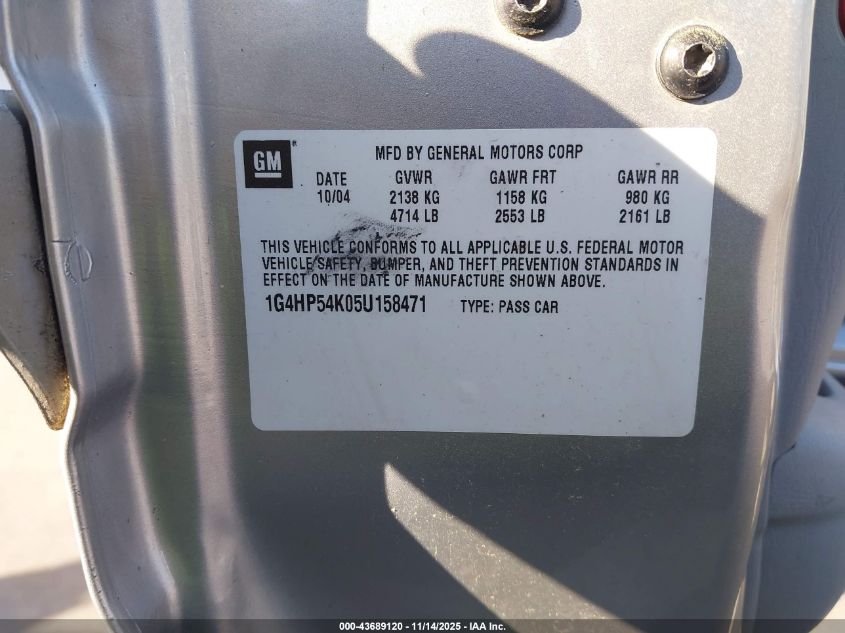 GM ® MFD BY GENERAL MOTORS CORP
DATE GVWR GAWR FRT GAWR RR
10/04 2138 KG 1158 KG 980 KG
4714 LB 2553 LB 2161 LB
THIS VEHICLE CONFORMS TO ALL APPLICABLE U.S. FEDERAL MOTOR
VEHICLE SAFETY, BUMPER, AND THEFT PREVENTION STANDARDS IN
EFFECT ON THE DATE OF MANUFACTURE SHOWN ABOVE.
1G4HP54K05U158471 TYPE: PASS CAR
000-43689120 - 11/14/2025 - IAA Inc.